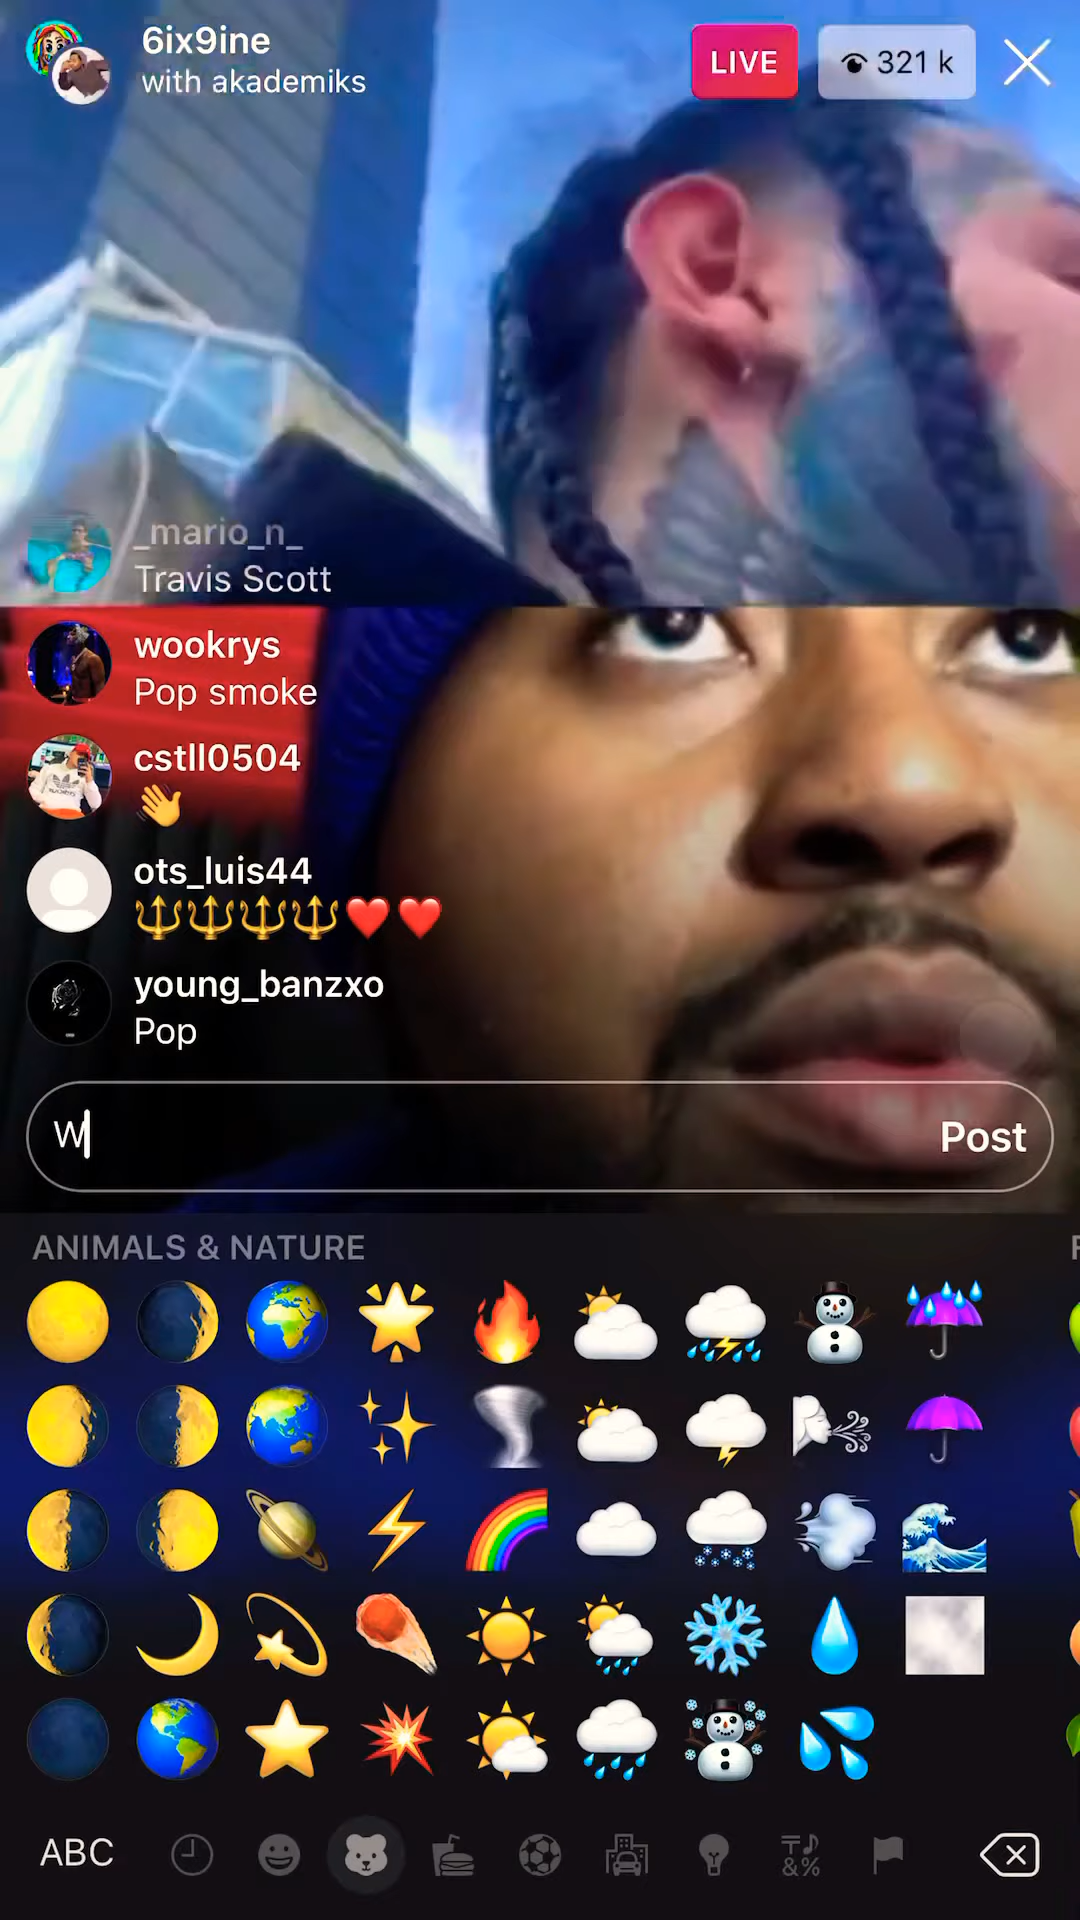 6ix9ine
with akademiks
LIVE
321 k
_mario_n_
Travis Scott
wookrys
Pop smoke
cstll0504
👋
ots_luis44
🔱🔱🔱🔱❤️❤️
young_banzxo
Pop
W
Post
ANIMALS & NATURE
ABC